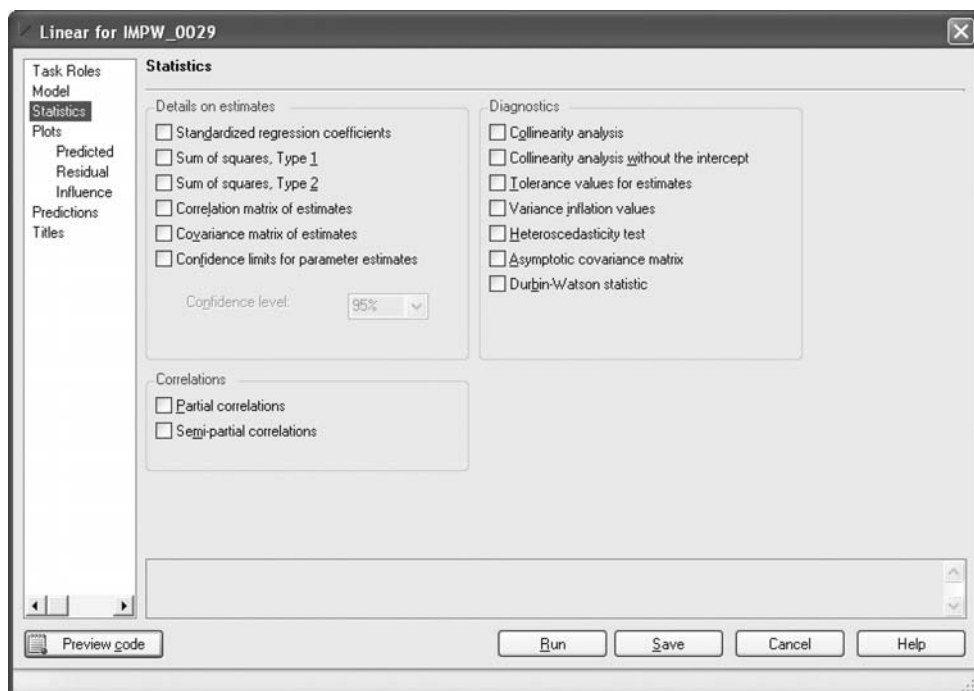 Linear for IMPW_0029
Task Roles
Model
Statistics
Plots
Predicted
Residual
Influence
Predictions
Titles
Statistics
Details on estimates
Standardized regression coefficients
Sum of squares, Type 1
Sum of squares, Type 2
Correlation matrix of estimates
Covariance matrix of estimates
Confidence limits for parameter estimates
Confidence level:
95%
Diagnostics
Collinearity analysis
Collinearity analysis without the intercept
Tolerance values for estimates
Variance inflation values
Heteroscedasticity test
Asymptotic covariance matrix
Durbin-Watson statistic
Correlations
Partial correlations
Semi-partial correlations
Preview code
Run
Save
Cancel
Help